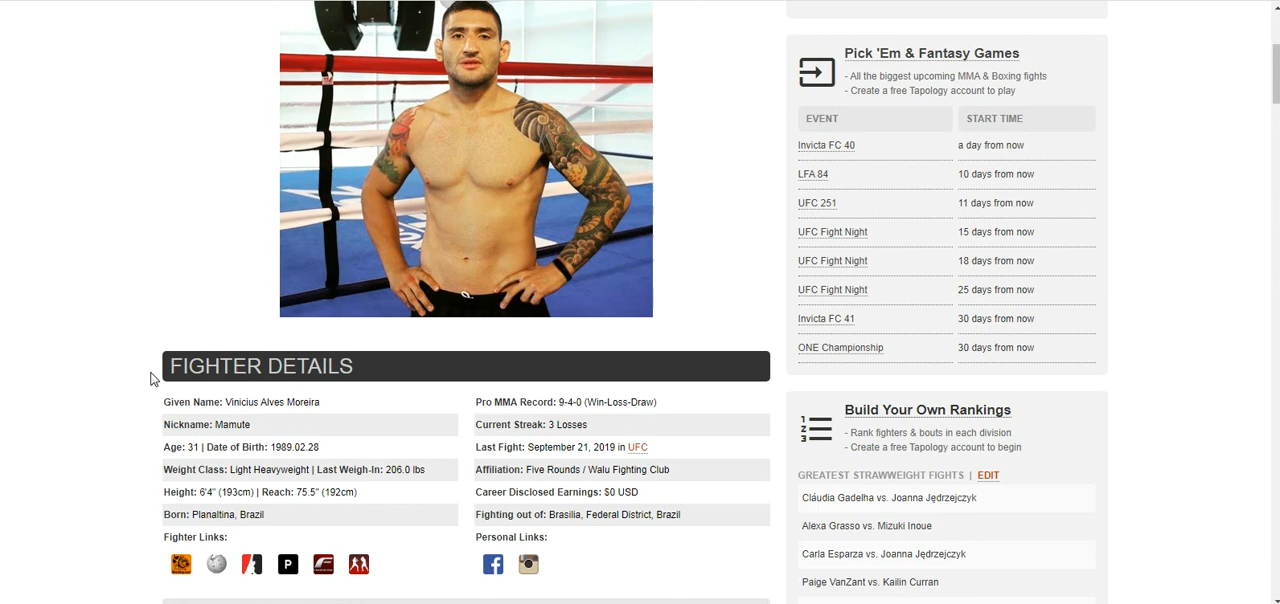 FIGHTER DETAILS
Given Name: Vinicius Alves Moreira
Nickname: Mamute
Age: 31 | Date of Birth: 1989.02.28
Weight Class: Light Heavyweight | Last Weigh-In: 206.0 lbs
Height: 6'4" (193cm) | Reach: 75.5" (192cm)
Born: Planaltina, Brazil
Fighter Links:
P
Pro MMA Record: 9-4-0 (Win-Loss-Draw)
Current Streak: 3 Losses
Last Fight: September 21, 2019 in UFC
Affiliation: Five Rounds / Walu Fighting Club
Career Disclosed Earnings: $0 USD
Fighting out of: Brasilia, Federal District, Brazil
Personal Links:
Pick 'Em & Fantasy Games
- All the biggest upcoming MMA & Boxing fights
- Create a free Tapology account to play
EVENT START TIME
Invicta FC 40 a day from now
LFA 84 10 days from now
UFC 251 11 days from now
UFC Fight Night 15 days from now
UFC Fight Night 18 days from now
UFC Fight Night 25 days from now
Invicta FC 41 30 days from now
ONE Championship 30 days from now
1
2
3
Build Your Own Rankings
- Rank fighters & bouts in each division
- Create a free Tapology account to begin
GREATEST STRAWWEIGHT FIGHTS | EDIT
Cláudia Gadelha vs. Joanna Jędrzejczyk
Alexa Grasso vs. Mizuki Inoue
Carla Esparza vs. Joanna Jędrzejczyk
Paige VanZant vs. Kailin Curran